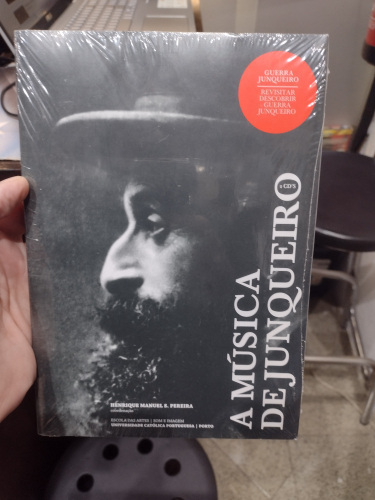 GUERRA
JUNQUEIRO
REVISITAR
DESCOBRIR
GUERRA
JUNQUEIRO
2 CD'S
A MÚSICA
DE JUNQUEIRO
HENRIQUE MANUEL S. PEREIRA
ESCOLA DAS ARTES | SOM E IMAGEM
UNIVERSIDADE CATÓLICA PORTUGUESA | PORTO